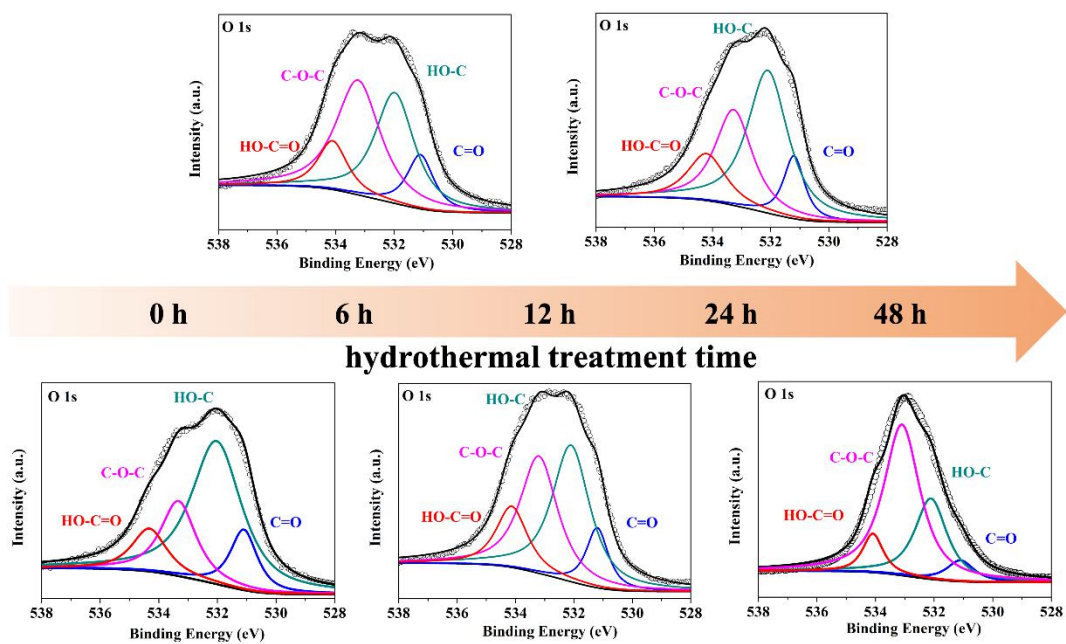 O 1s
C-O-C
HO-C
HO-C=O
C=O
Intensity (a.u.)
538 536 534 532 530 528
Binding Energy (eV)
O 1s
HO-C
C-O-C
HO-C=O
C=O
Intensity (a.u.)
538 536 534 532 530 528
Binding Energy (eV)
0 h 6 h 12 h 24 h 48 h
hydrothermal treatment time
O 1s
HO-C
C-O-C
HO-C=O
C=O
Intensity (a.u.)
538 536 534 532 530 528
Binding Energy (eV)
O 1s
HO-C
C-O-C
HO-C=O
C=O
Intensity (a.u.)
538 536 534 532 530 528
Binding Energy (eV)
O 1s
C-O-C
HO-C
HO-C=O
C=O
Intensity (a.u.)
538 536 534 532 530 528
Binding Energy (eV)